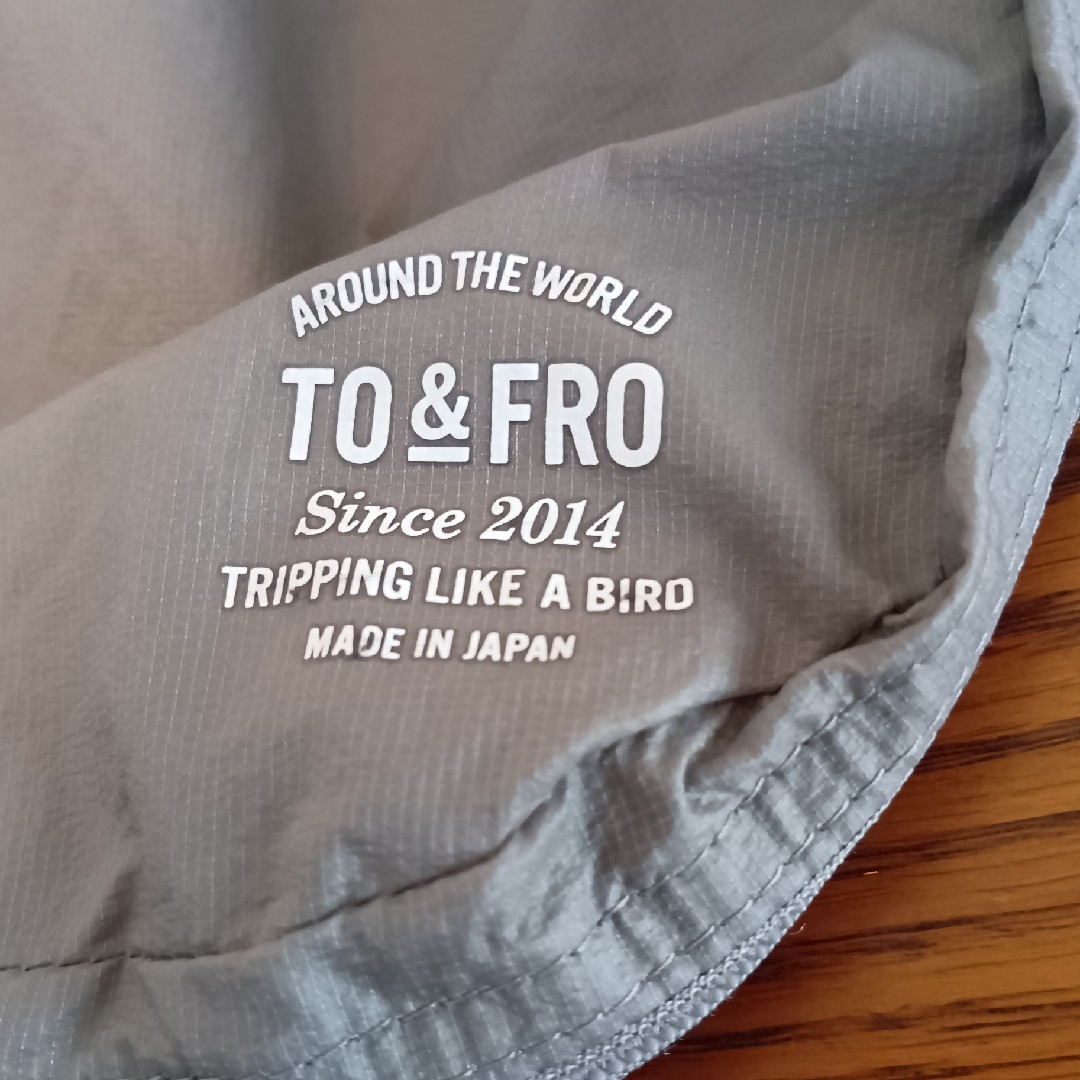 AROUND THE WORLD
TO & FRO
Since 2014
TRIPPING LIKE A BIRD
MADE IN JAPAN